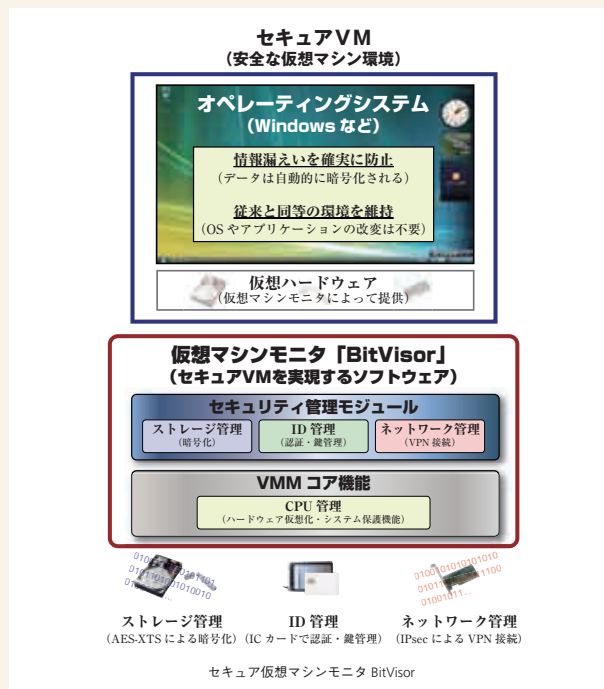 セキュアVM
(安全な仮想マシン環境)
オペレーティングシステム
(Windows など)
情報漏えいを確実に防止
(データは自動的に暗号化される)
従来と同等の環境を維持
(OS やアプリケーションの改変は不要)
仮想ハードウェア
(仮想マシンモニタによって提供)
仮想マシンモニタ「BitVisor」
(セキュアVMを実現するソフトウェア)
セキュリティ管理モジュール
ストレージ管理 ID 管理 ネットワーク管理
(暗号化) (認証・鍵管理) (VPN 接続)
VMM コア機能
CPU 管理
(ハードウェア仮想化・システム保護機能)
ストレージ管理 ID 管理 ネットワーク管理
(AES-XTS による暗号化) (IC カードで認証・鍵管理) (IPsec による VPN 接続)
セキュア仮想マシンモニタ BitVisor